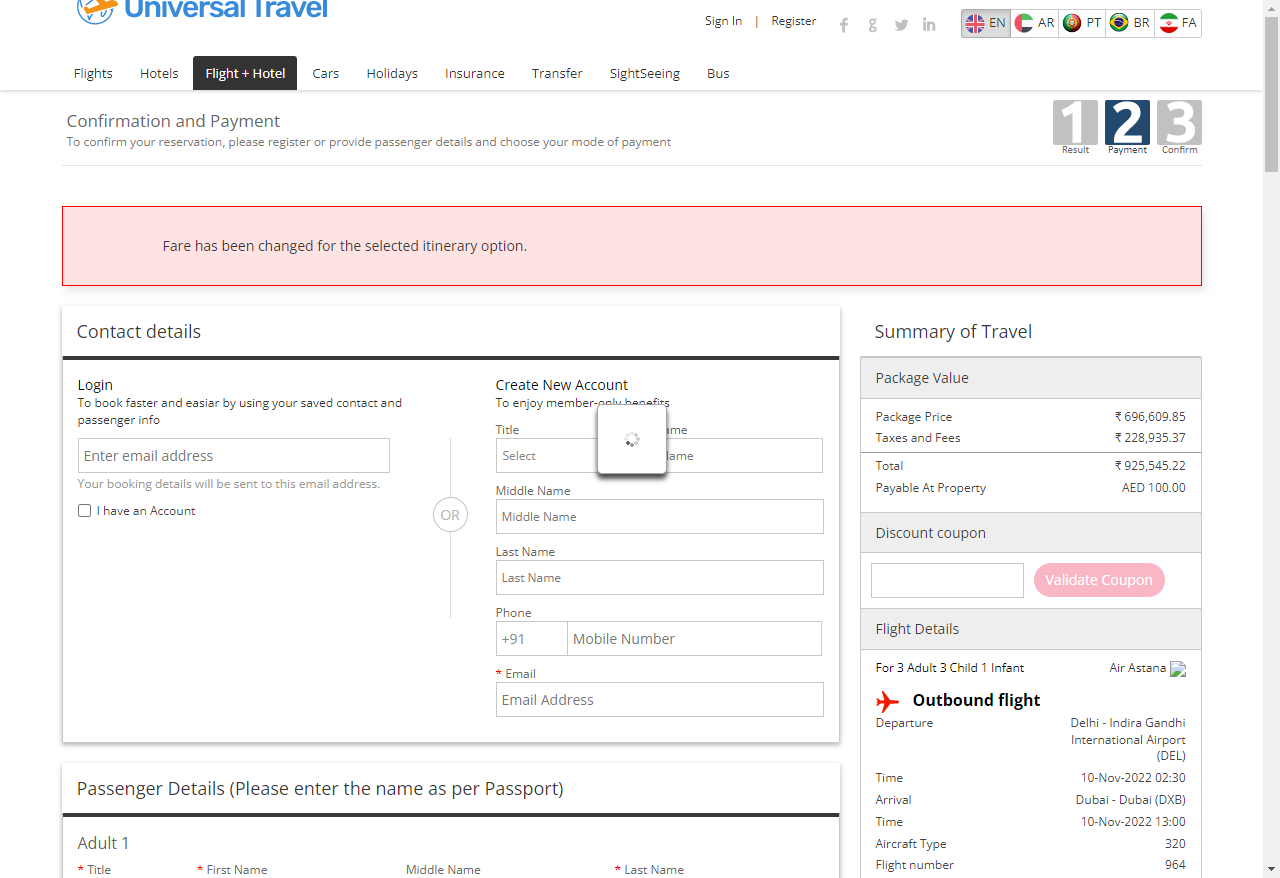 Universal Travel
Sign In | Register
EN AR PT BR FA
Flights Hotels Flight + Hotel Cars Holidays Insurance Transfer SightSeeing Bus
Confirmation and Payment
To confirm your reservation, please register or provide passenger details and choose your mode of payment
1 2 3
Result Payment Confirm
Fare has been changed for the selected itinerary option.
Contact details
Login
To book faster and easiar by using your saved contact and
passenger info
Enter email address
Your booking details will be sent to this email address.
I have an Account
OR
Create New Account
To enjoy member-only benefits
Title
Select
Middle Name
Middle Name
Last Name
Last Name
Phone
+91 Mobile Number
* Email
Email Address
Passenger Details (Please enter the name as per Passport)
Adult 1
* Title * First Name Middle Name * Last Name
Summary of Travel
Package Value
Package Price ₹ 696,609.85
Taxes and Fees ₹ 228,935.37
Total ₹ 925,545.22
Payable At Property AED 100.00
Discount coupon
Validate Coupon
Flight Details
For 3 Adult 3 Child 1 Infant Air Astana
Outbound flight
Departure Delhi - Indira Gandhi
International Airport
(DEL)
Time 10-Nov-2022 02:30
Arrival Dubai - Dubai (DXB)
Time 10-Nov-2022 13:00
Aircraft Type 320
Flight number 964